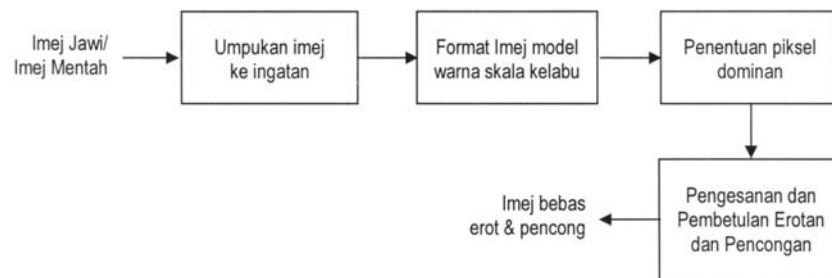 Imej Jawi/
Imej Mentah
Umpukan imej
ke ingatan
Format Imej model
warna skala kelabu
Penentuan piksel
dominan
Pengesanan dan
Pembetulan Erotan
dan Pencongan
Imej bebas
erot & pencong